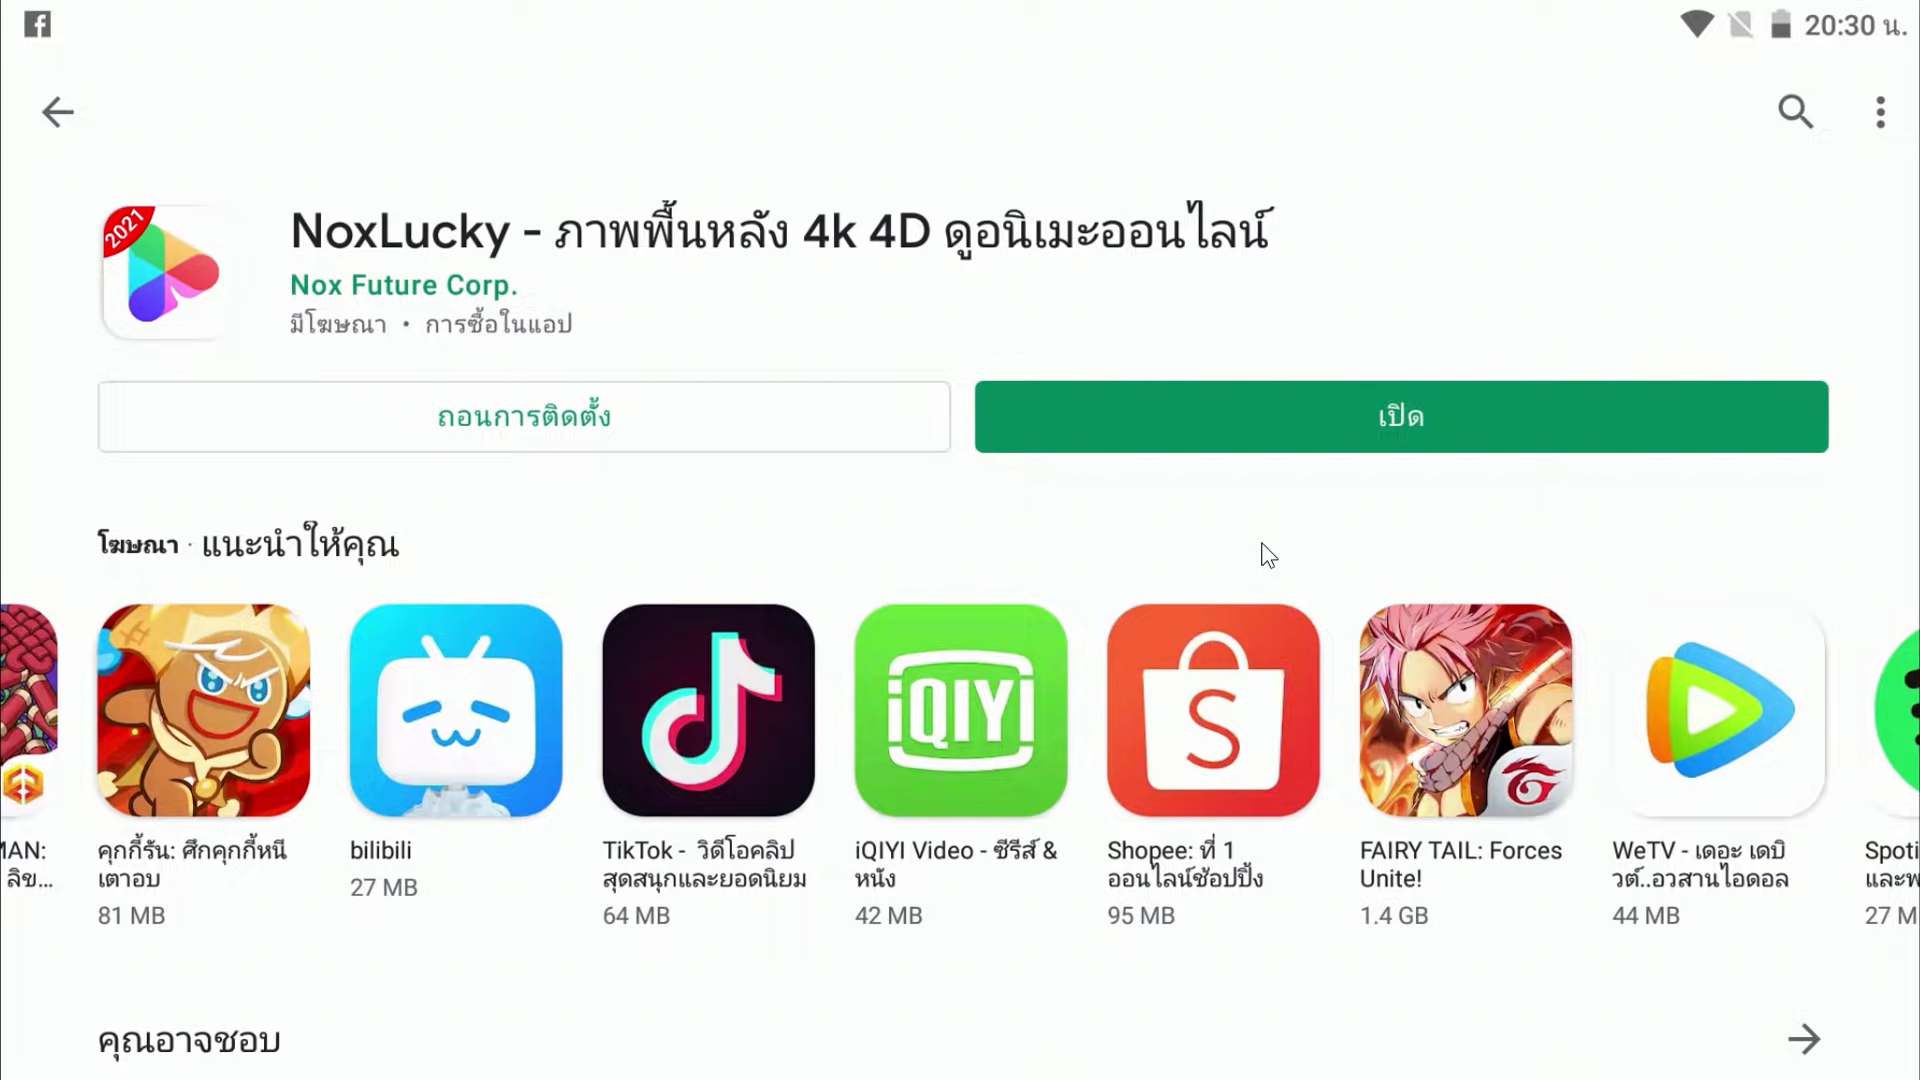 20:30 น.
2021
NoxLucky - ภาพพื้นหลัง 4k 4D ดูอนิเมะออนไลน์
Nox Future Corp.
มีโฆษณา • การซื้อในแอป
ถอนการติดตั้ง
เปิด
โฆษณา · แนะนำให้คุณ
iQIYI
S
MAN:
ลิข...
คุกกี้รัน: ศึกคุกกี้หนี
เตาอบ
81 MB
bilibili
27 MB
TikTok - วิดีโอคลิป
สุดสนุกและยอดนิยม
64 MB
iQIYI Video - ซีรีส์ &
หนัง
42 MB
Shopee: ที่ 1
ออนไลน์ช้อปปิ้ง
95 MB
FAIRY TAIL: Forces
Unite!
1.4 GB
WeTV - เดอะ เดบิ
วต์..อวสานไอดอล
44 MB
Spoti
และพ
27 M
คุณอาจชอบ